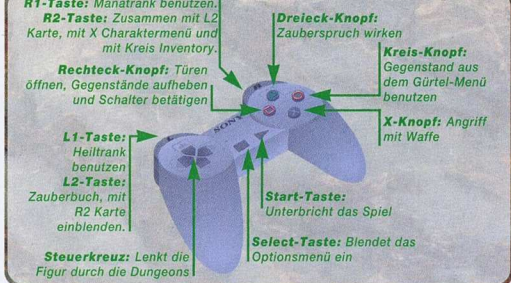 R1-Taste: Manatrank benutzen.
R2-Taste: Zusammen mit L2
Karte, mit X Charaktermenü und
mit Kreis Inventory.
Dreieck-Knopf:
Zauberspruch wirken
Kreis-Knopf:
Gegenstand aus
dem Gürtel-Menü
benutzen
Rechteck-Knopf: Türen
öffnen, Gegenstände aufheben
und Schalter betätigen
X-Knopf: Angriff
mit Waffe
SONY
L1-Taste:
Heiltrank
benutzen
L2-Taste:
Zauberbuch, mit
R2 Karte
einblenden.
Start-Taste:
Unterbricht das Spiel
Select-Taste: Blendet das
Optionsmenü ein
Steuerkreuz: Lenkt die
Figur durch die Dungeons